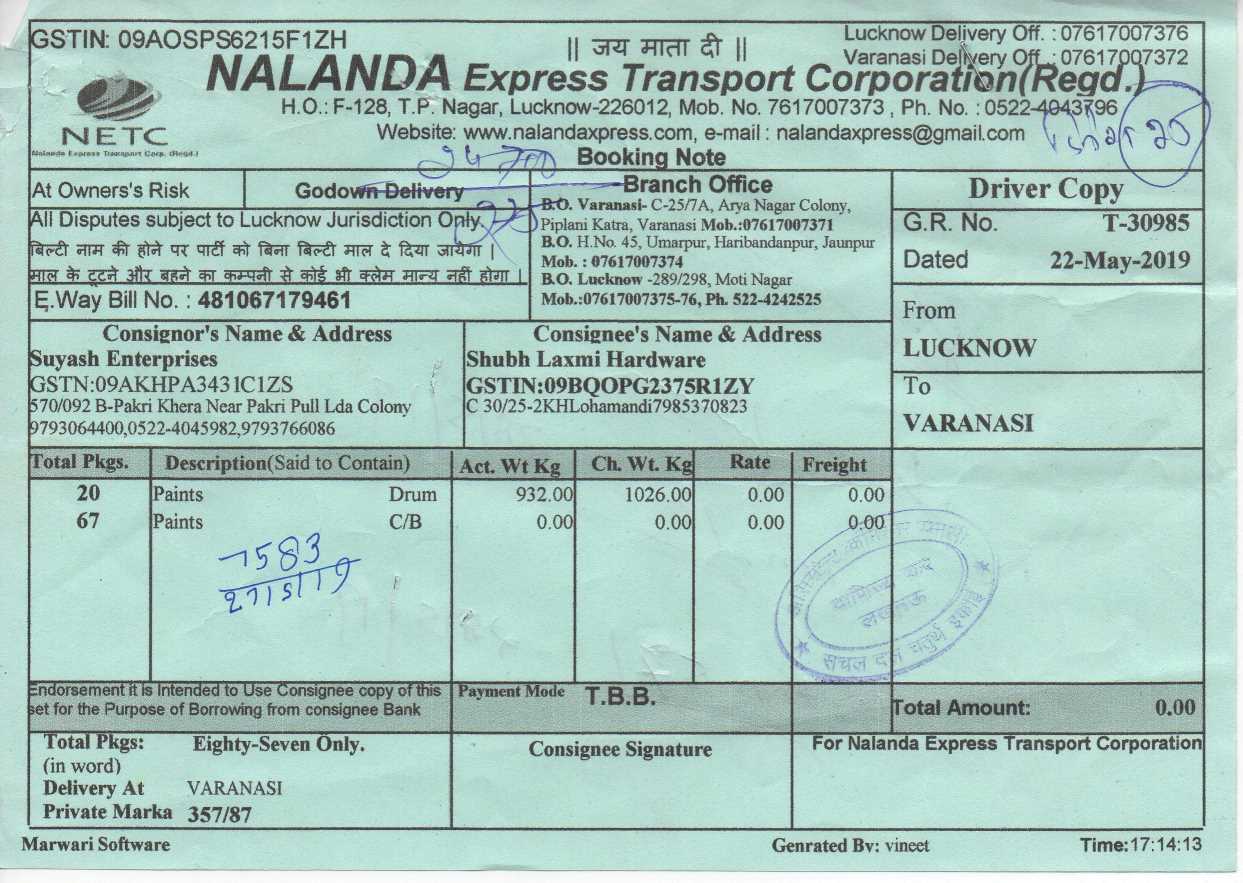 GSTIN: 09AOSPS6215F1ZH
|| जय माता दी ||
Lucknow Delivery Off. : 07617007376
Varanasi Delivery Off. : 07617007372
NALANDA Express Transport Corporation(Regd.)
H.O.: F-128, T.P. Nagar, Lucknow-226012, Mob. No. 7617007373 , Ph. No. : 0522-4043796
Website: www.nalandaxpress.com, e-mail : nalandaxpress@gmail.com
NETC
Nalanda Express Transport Corp. (Regd.)
Booking Note
24-700
20
At Owners's Risk
Godown Delivery
All Disputes subject to Lucknow Jurisdiction Only.
बिल्टी नाम की होने पर पार्टी को बिना बिल्टी माल दे दिया जायेगा |
माल के टूटने और बहने का कम्पनी से कोई भी क्लेम मान्य नहीं होगा |
E.Way Bill No. : 481067179461
Branch Office
B.O. Varanasi- C-25/7A, Arya Nagar Colony,
Piplani Katra, Varanasi Mob.:07617007371
B.O. H.No. 45, Umarpur, Haribandanpur, Jaunpur
Mob. : 07617007374
B.O. Lucknow -289/298, Moti Nagar
Mob.:07617007375-76, Ph. 522-4242525
Driver Copy
G.R. No. T-30985
Dated 22-May-2019
From
LUCKNOW
To
VARANASI
Consignor's Name & Address
Suyash Enterprises
GSTN:09AKHPA3431C1ZS
570/092 B-Pakri Khera Near Pakri Pull Lda Colony
9793064400,0522-4045982,9793766086
Consignee's Name & Address
Shubh Laxmi Hardware
GSTIN:09BQOPG2375R1ZY
C 30/25-2KHLohamandi7985370823
Total Pkgs. Description(Said to Contain) Act. Wt Kg Ch. Wt. Kg Rate Freight
20 Paints Drum 932.00 1026.00 0.00 0.00
67 Paints C/B 0.00 0.00 0.00 0.00
7583
27/5/19
लखनऊ
सचल दल चतुर्थ इकाई
Endorsement it is Intended to Use Consignee copy of this
set for the Purpose of Borrowing from consignee Bank
Payment Mode T.B.B.
Total Amount: 0.00
Total Pkgs: Eighty-Seven Only.
(in word)
Delivery At VARANASI
Private Marka 357/87
Consignee Signature
For Nalanda Express Transport Corporation
Marwari Software
Genrated By: vineet
Time:17:14:13